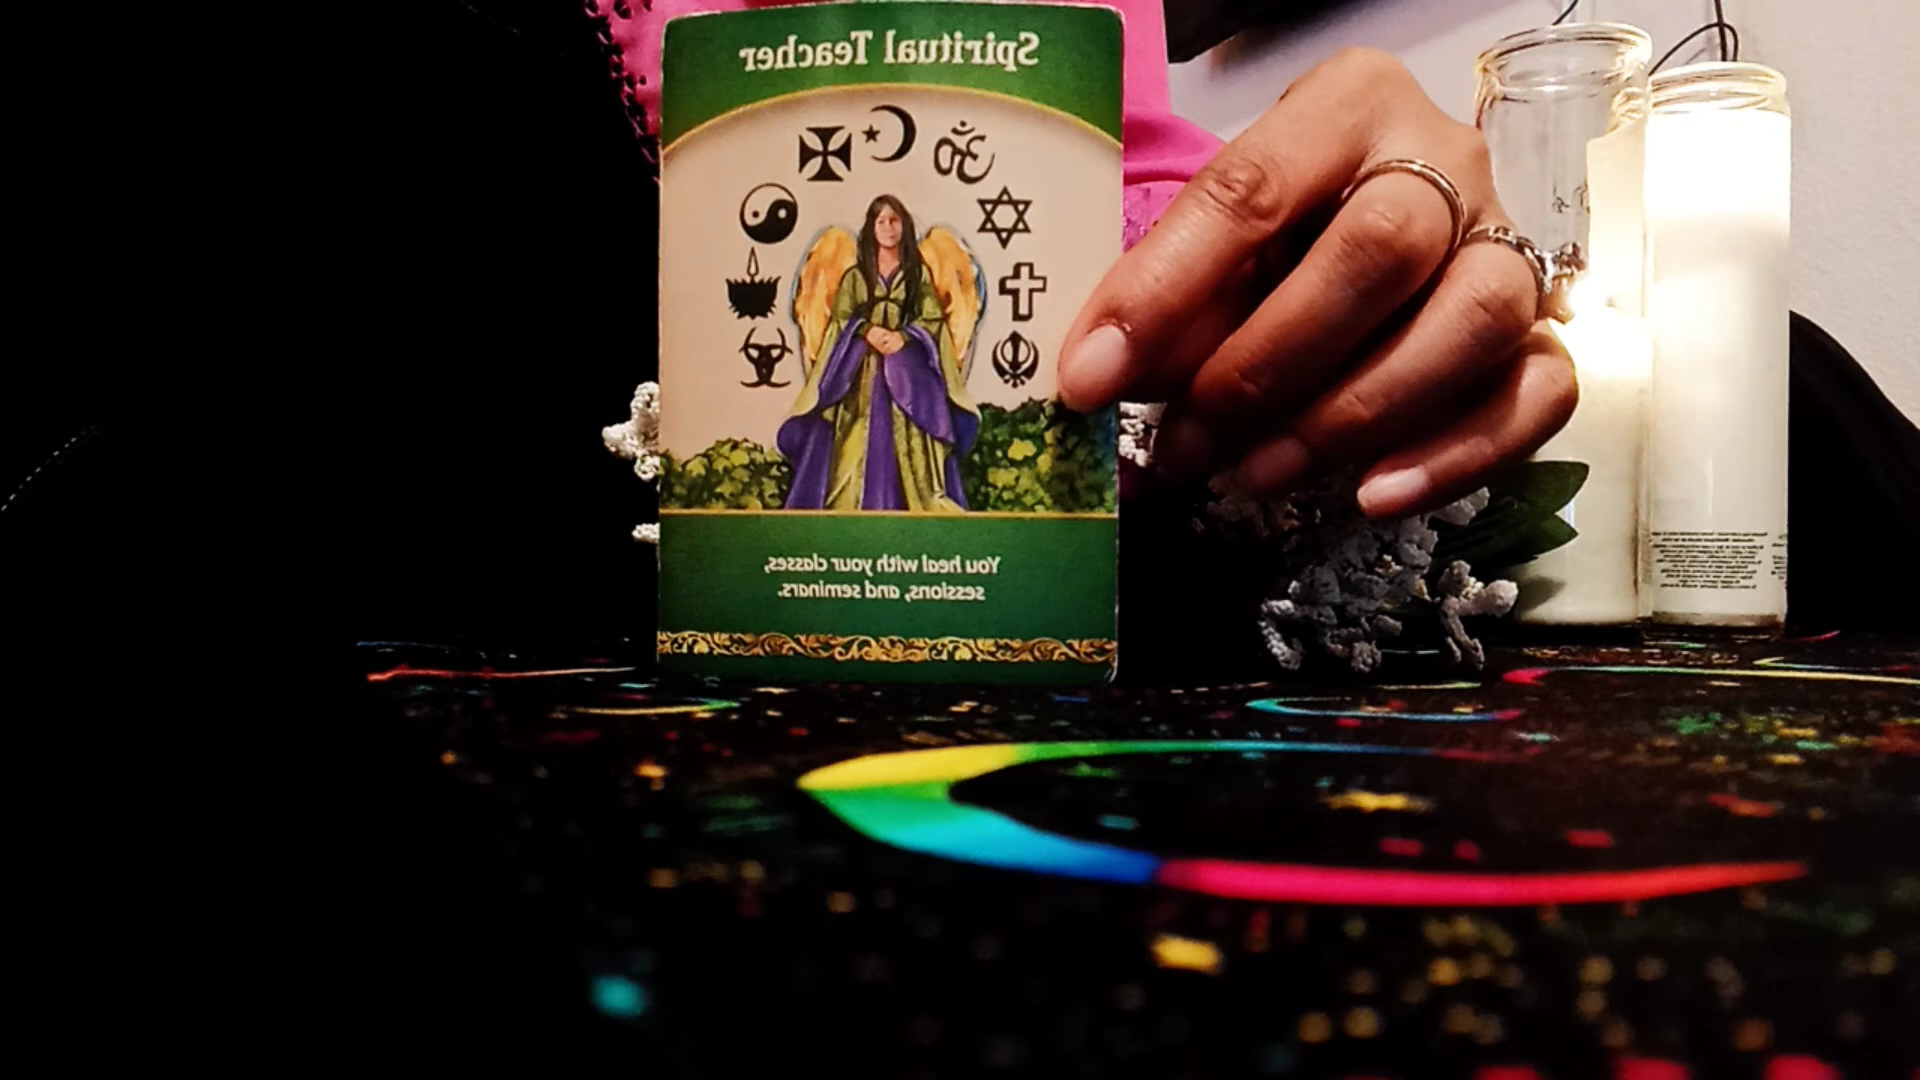 Spiritual Teacher
You heal with your classes,
sessions, and seminars.